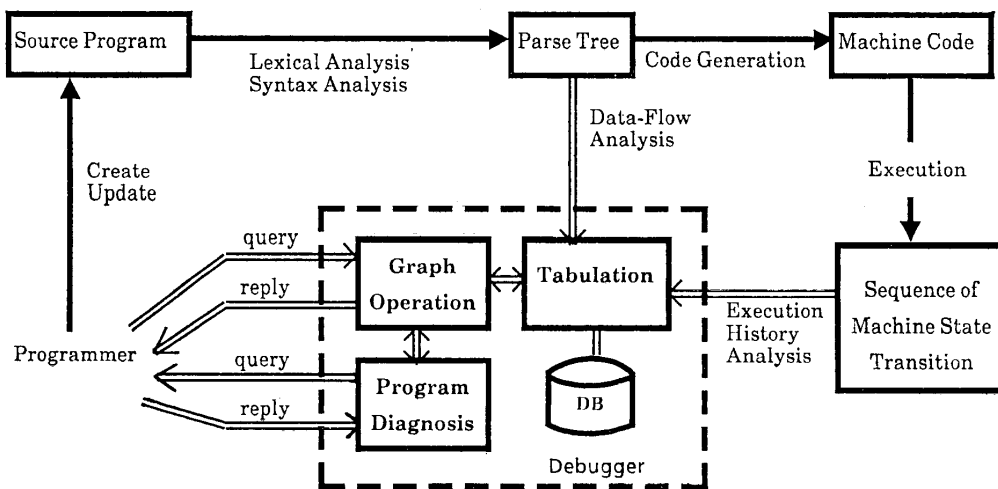 Source Program
Lexical Analysis
Syntax Analysis
Parse Tree
Code Generation
Machine Code
Data-Flow
Analysis
Create
Update
Execution
query
reply
Graph
Operation
Tabulation
Execution
History
Analysis
Sequence of
Machine State
Transition
Programmer
query
reply
Program
Diagnosis
DB
Debugger